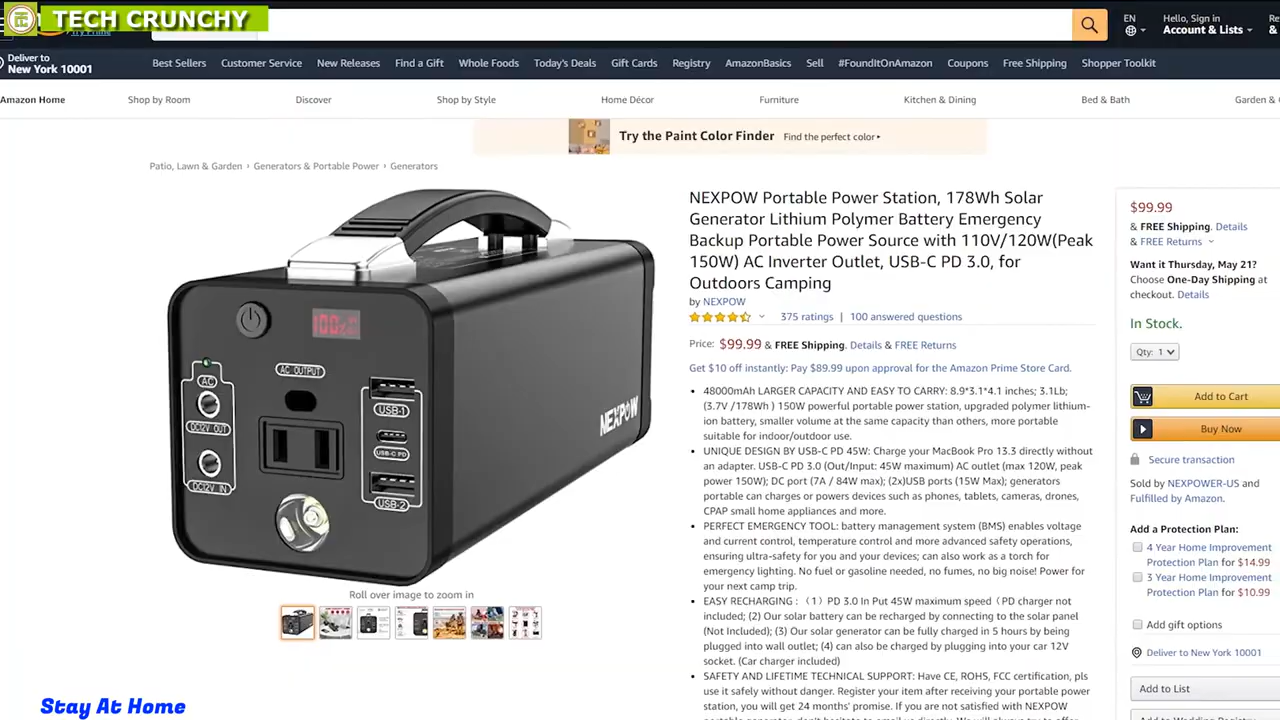 TECH CRUNCHY
Try Prime
EN
Hello, Sign in
Account & Lists
Deliver to
New York 10001
Best Sellers Customer Service New Releases Find a Gift Whole Foods Today's Deals Gift Cards Registry AmazonBasics Sell #FoundItOnAmazon Coupons Free Shipping Shopper Toolkit
Amazon Home Shop by Room Discover Shop by Style Home Décor Furniture Kitchen & Dining Bed & Bath Garden &
Try the Paint Color Finder Find the perfect color ▸
Patio, Lawn & Garden › Generators & Portable Power › Generators
100%
AC OUTPUT
AC
DC12V OUT
DC12V IN
USB-1
USB-C PD
USB-2
NEXPOW
Roll over image to zoom in
NEXPOW Portable Power Station, 178Wh Solar
Generator Lithium Polymer Battery Emergency
Backup Portable Power Source with 110V/120W(Peak
150W) AC Inverter Outlet, USB-C PD 3.0, for
Outdoors Camping
by NEXPOW
375 ratings | 100 answered questions
Price: $99.99 & FREE Shipping. Details & FREE Returns
Get $10 off instantly: Pay $89.99 upon approval for the Amazon Prime Store Card.
• 48000mAh LARGER CAPACITY AND EASY TO CARRY: 8.9*3.1*4.1 inches; 3.1Lb;
(3.7V /178Wh ) 150W powerful portable power station, upgraded polymer lithium-
ion battery, smaller volume at the same capacity than others, more portable
suitable for indoor/outdoor use.
• UNIQUE DESIGN BY USB-C PD 45W: Charge your MacBook Pro 13.3 directly without
an adapter. USB-C PD 3.0 (Out/Input: 45W maximum) AC outlet (max 120W, peak
power 150W); DC port (7A / 84W max); (2x)USB ports (15W Max); generators
portable can charges or powers devices such as phones, tablets, cameras, drones,
CPAP small home appliances and more.
• PERFECT EMERGENCY TOOL: battery management system (BMS) enables voltage
and current control, temperature control and more advanced safety operations,
ensuring ultra-safety for you and your devices; can also work as a torch for
emergency lighting. No fuel or gasoline needed, no fumes, no big noise! Power for
your next camp trip.
• EASY RECHARGING :（1）PD 3.0 In Put 45W maximum speed（PD charger not
included; (2) Our solar battery can be recharged by connecting to the solar panel
(Not Included); (3) Our solar generator can be fully charged in 5 hours by being
plugged into wall outlet; (4) can also be charged by plugging into your car 12V
socket. (Car charger included)
• SAFETY AND LIFETIME TECHNICAL SUPPORT: Have CE, ROHS, FCC certification, pls
use it safely without danger. Register your item after receiving your portable power
station, you will get 24 months' promise. If you are not satisfied with NEXPOW
$99.99
& FREE Shipping. Details
& FREE Returns
Want it Thursday, May 21?
Choose One-Day Shipping at
checkout. Details
In Stock.
Qty: 1
Add to Cart
Buy Now
Secure transaction
Sold by NEXPOWER-US and
Fulfilled by Amazon.
Add a Protection Plan:
4 Year Home Improvement
Protection Plan for $14.99
3 Year Home Improvement
Protection Plan for $10.99
Add gift options
Deliver to New York 10001
Add to List
Stay At Home